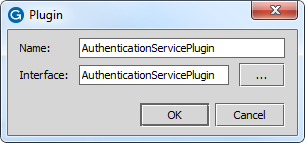 Plugin
Name: AuthenticationServicePlugin
Interface: AuthenticationServicePlugin ...
OK Cancel